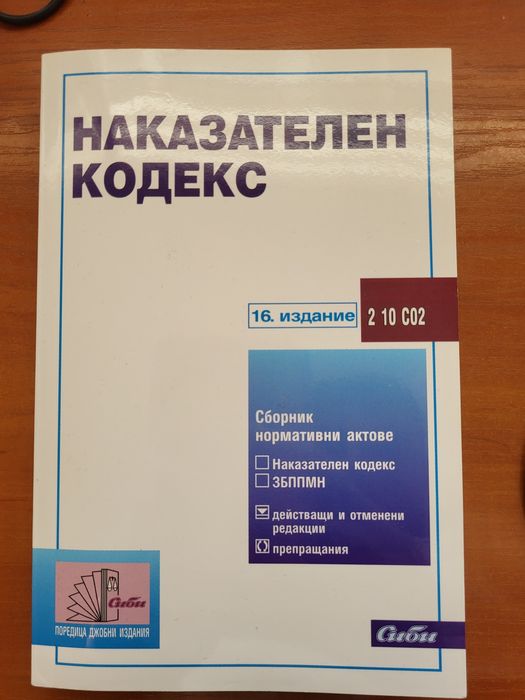 НАКАЗАТЕЛЕН
КОДЕКС
16. издание
2 10 C02
Сборник
нормативни актове
Наказателен кодекс
ЗБППМН
действащи и отменени
редакции
препращания
Сиби
ПОРЕДИЦА ДЖОБНИ ИЗДАНИЯ
Сиби